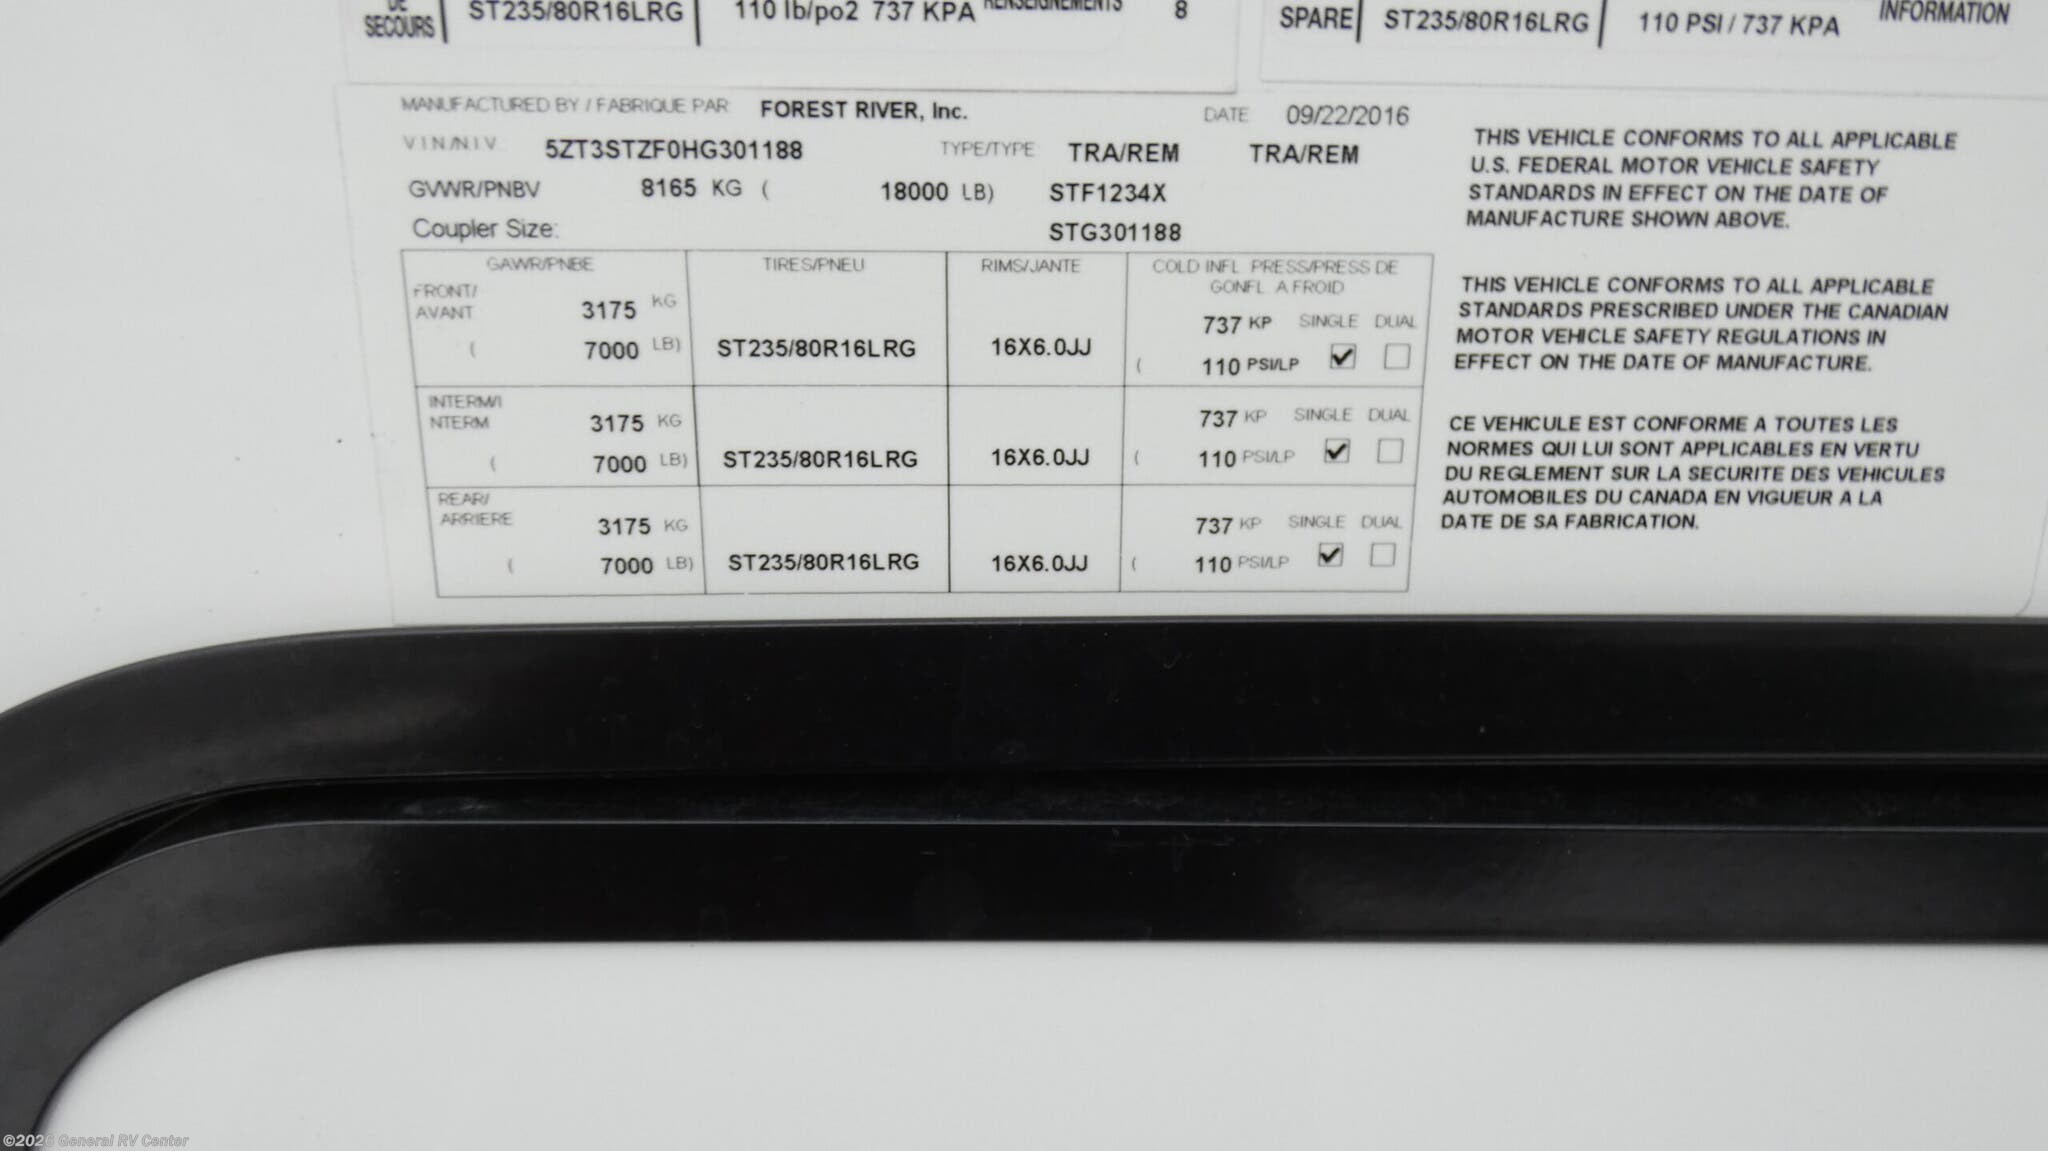 DE
SECOURS ST235/80R16LRG 110 lb/po2 737 KPA RENSEIGNEMENTS 8
SPARE ST235/80R16LRG 110 PSI / 737 KPA INFORMATION
MANUFACTURED BY / FABRIQUE PAR FOREST RIVER, Inc. DATE 09/22/2016
V.I.N./N.I.V. 5ZT3STZF0HG301188 TYPE/TYPE TRA/REM TRA/REM
GVWR/PNBV 8165 KG ( 18000 LB) STF1234X
Coupler Size: STG301188
GAWR/PNBE TIRES/PNEU RIMS/JANTE COLD INFL. PRESS/PRESS DE
GONFL. A FROID
FRONT/
AVANT 3175 KG 737 KP SINGLE DUAL
( 7000 LB) ST235/80R16LRG 16X6.0JJ ( 110 PSI/LP
INTERM/I
NTERM 3175 KG 737 KP SINGLE DUAL
( 7000 LB) ST235/80R16LRG 16X6.0JJ ( 110 PSI/LP
REAR/
ARRIERE 3175 KG 737 KP SINGLE DUAL
( 7000 LB) ST235/80R16LRG 16X6.0JJ ( 110 PSI/LP
THIS VEHICLE CONFORMS TO ALL APPLICABLE
U.S. FEDERAL MOTOR VEHICLE SAFETY
STANDARDS IN EFFECT ON THE DATE OF
MANUFACTURE SHOWN ABOVE.
THIS VEHICLE CONFORMS TO ALL APPLICABLE
STANDARDS PRESCRIBED UNDER THE CANADIAN
MOTOR VEHICLE SAFETY REGULATIONS IN
EFFECT ON THE DATE OF MANUFACTURE.
CE VEHICULE EST CONFORME A TOUTES LES
NORMES QUI LUI SONT APPLICABLES EN VERTU
DU REGLEMENT SUR LA SECURITE DES VEHICULES
AUTOMOBILES DU CANADA EN VIGUEUR A LA
DATE DE SA FABRICATION.
©2026 General RV Center